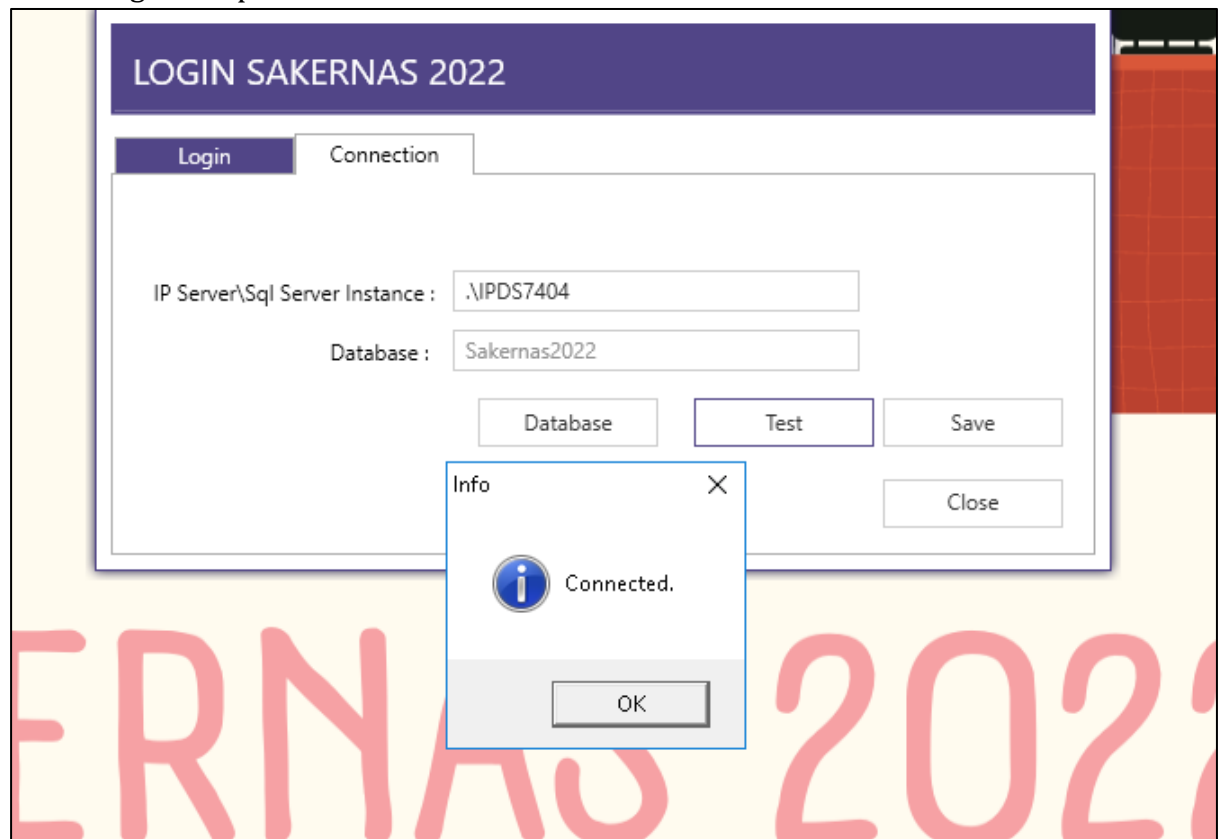 LOGIN SAKERNAS 2022
Login Connection
IP Server\Sql Server Instance : .\IPDS7404
Database : Sakernas2022
Database Test Save
Info
Close
Connected.
OK
ERNAS 2022